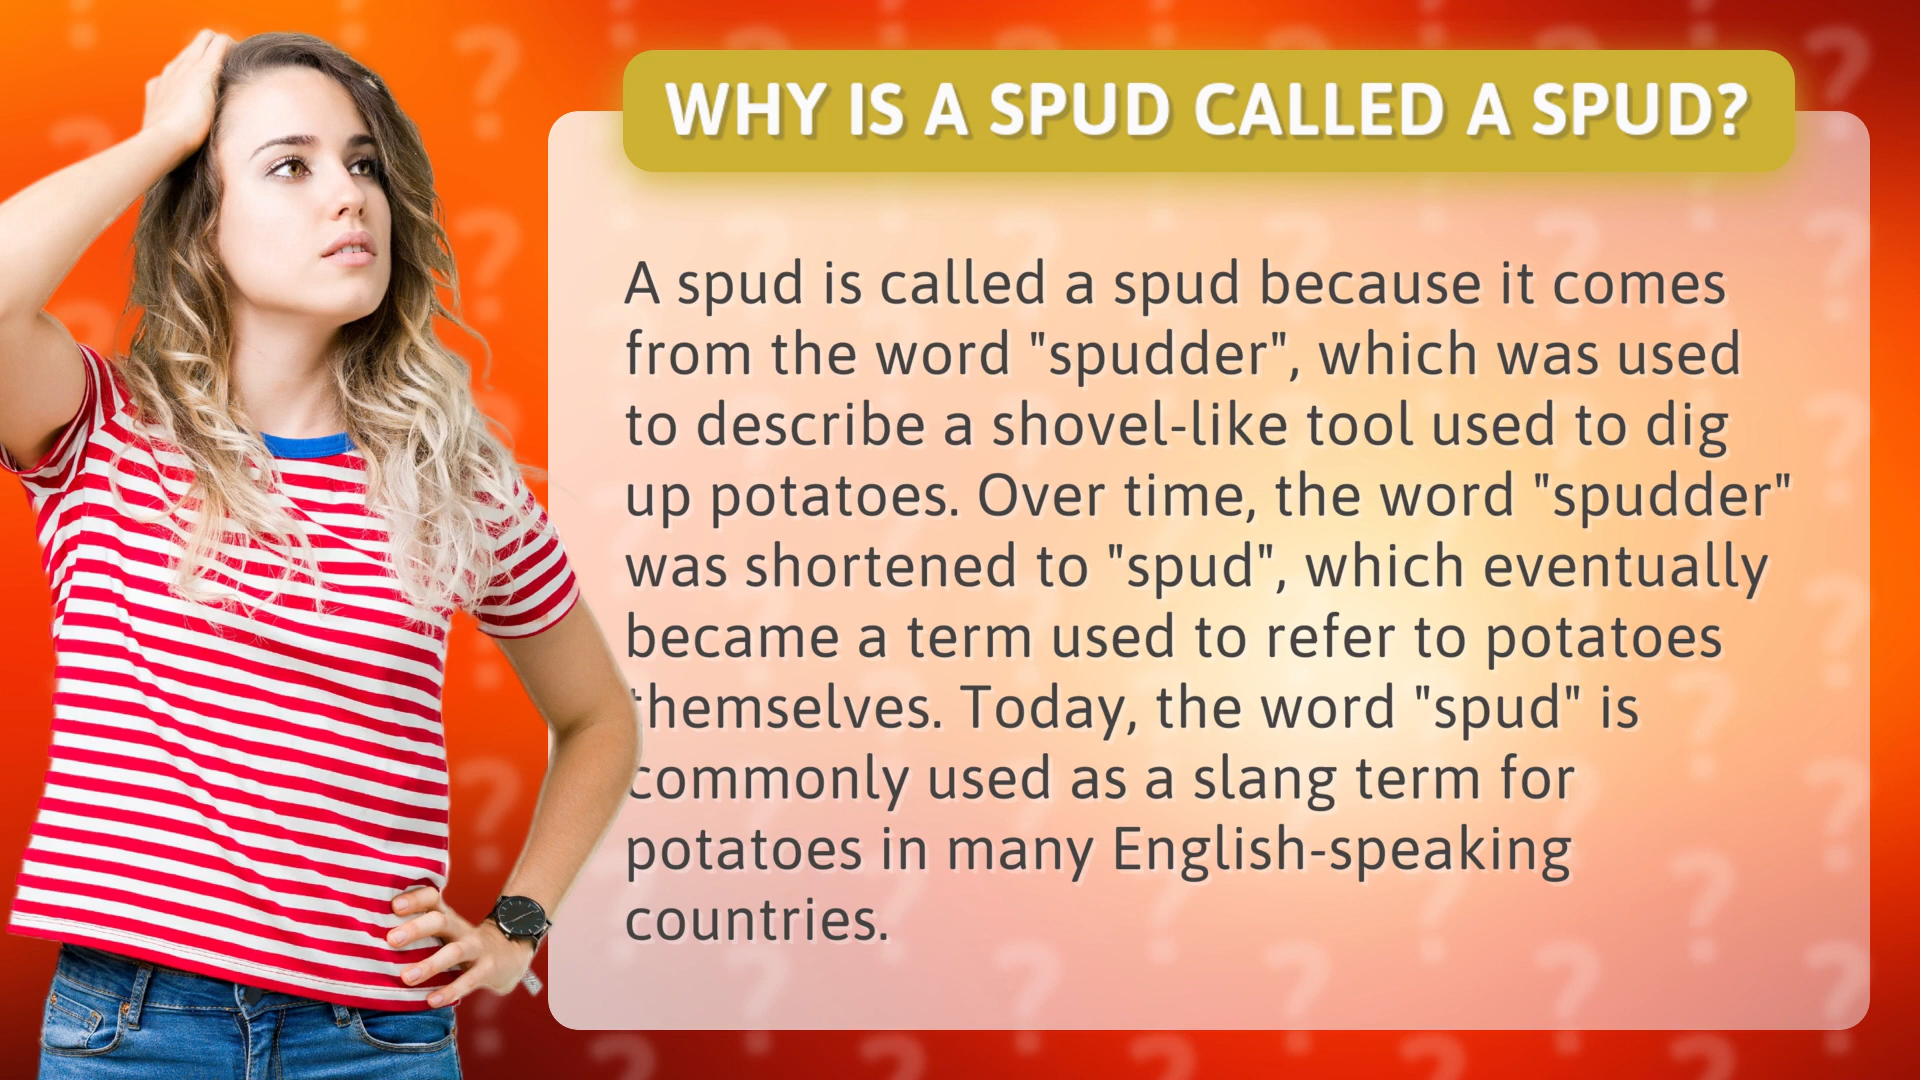 WHY IS A SPUD CALLED A SPUD?
A spud is called a spud because it comes
from the word "spudder", which was used
to describe a shovel-like tool used to dig
up potatoes. Over time, the word "spudder"
was shortened to "spud", which eventually
became a term used to refer to potatoes
themselves. Today, the word "spud" is
commonly used as a slang term for
potatoes in many English-speaking
countries.